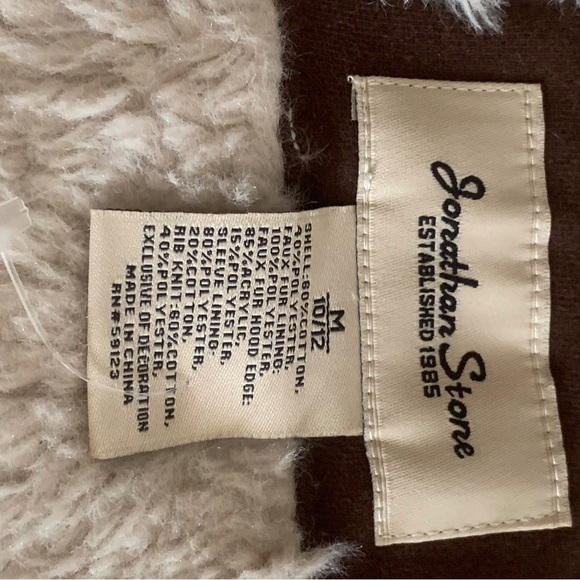 Jonathan Stone
ESTABLISHED 1985
M
10/12
SHELL:60%COTTON,
40%POLYESTER,
FAUX FUR LINING:
100%POLYESTER,
FAUX FUR HOOD EDGE:
85%ACRYLIC,
15%POLYESTER,
SLEEVE LINING:
80%POLYESTER,
20%COTTON,
RIB KNIT:60%COTTON,
40%POLYESTER,
EXCLUSIVE OF DECORATION
MADE IN CHINA
RN#59123